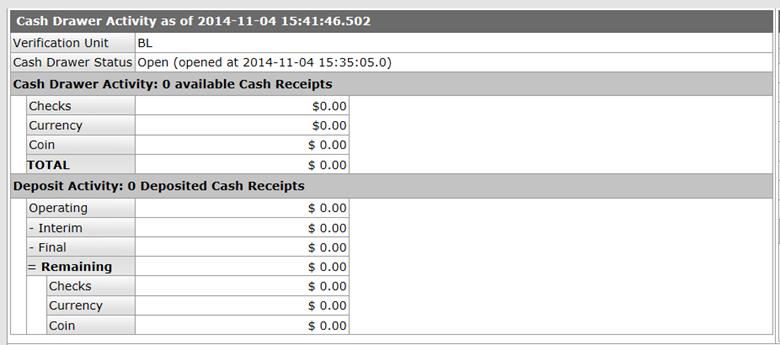 Cash Drawer Activity as of 2014-11-04 15:41:46.502
Verification Unit BL
Cash Drawer Status Open (opened at 2014-11-04 15:35:05.0)
Cash Drawer Activity: 0 available Cash Receipts
Checks $0.00
Currency $0.00
Coin $ 0.00
TOTAL $ 0.00
Deposit Activity: 0 Deposited Cash Receipts
Operating $ 0.00
- Interim $ 0.00
- Final $ 0.00
= Remaining $ 0.00
Checks $ 0.00
Currency $ 0.00
Coin $ 0.00